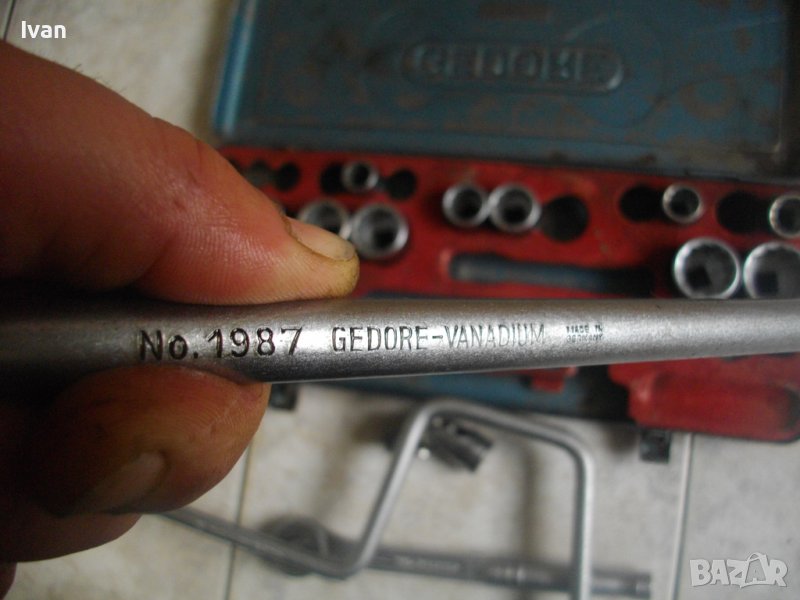 Ivan
GEDORE
No. 1987 GEDORE-VANADIUM MADE IN
GERMANY
BAZAR